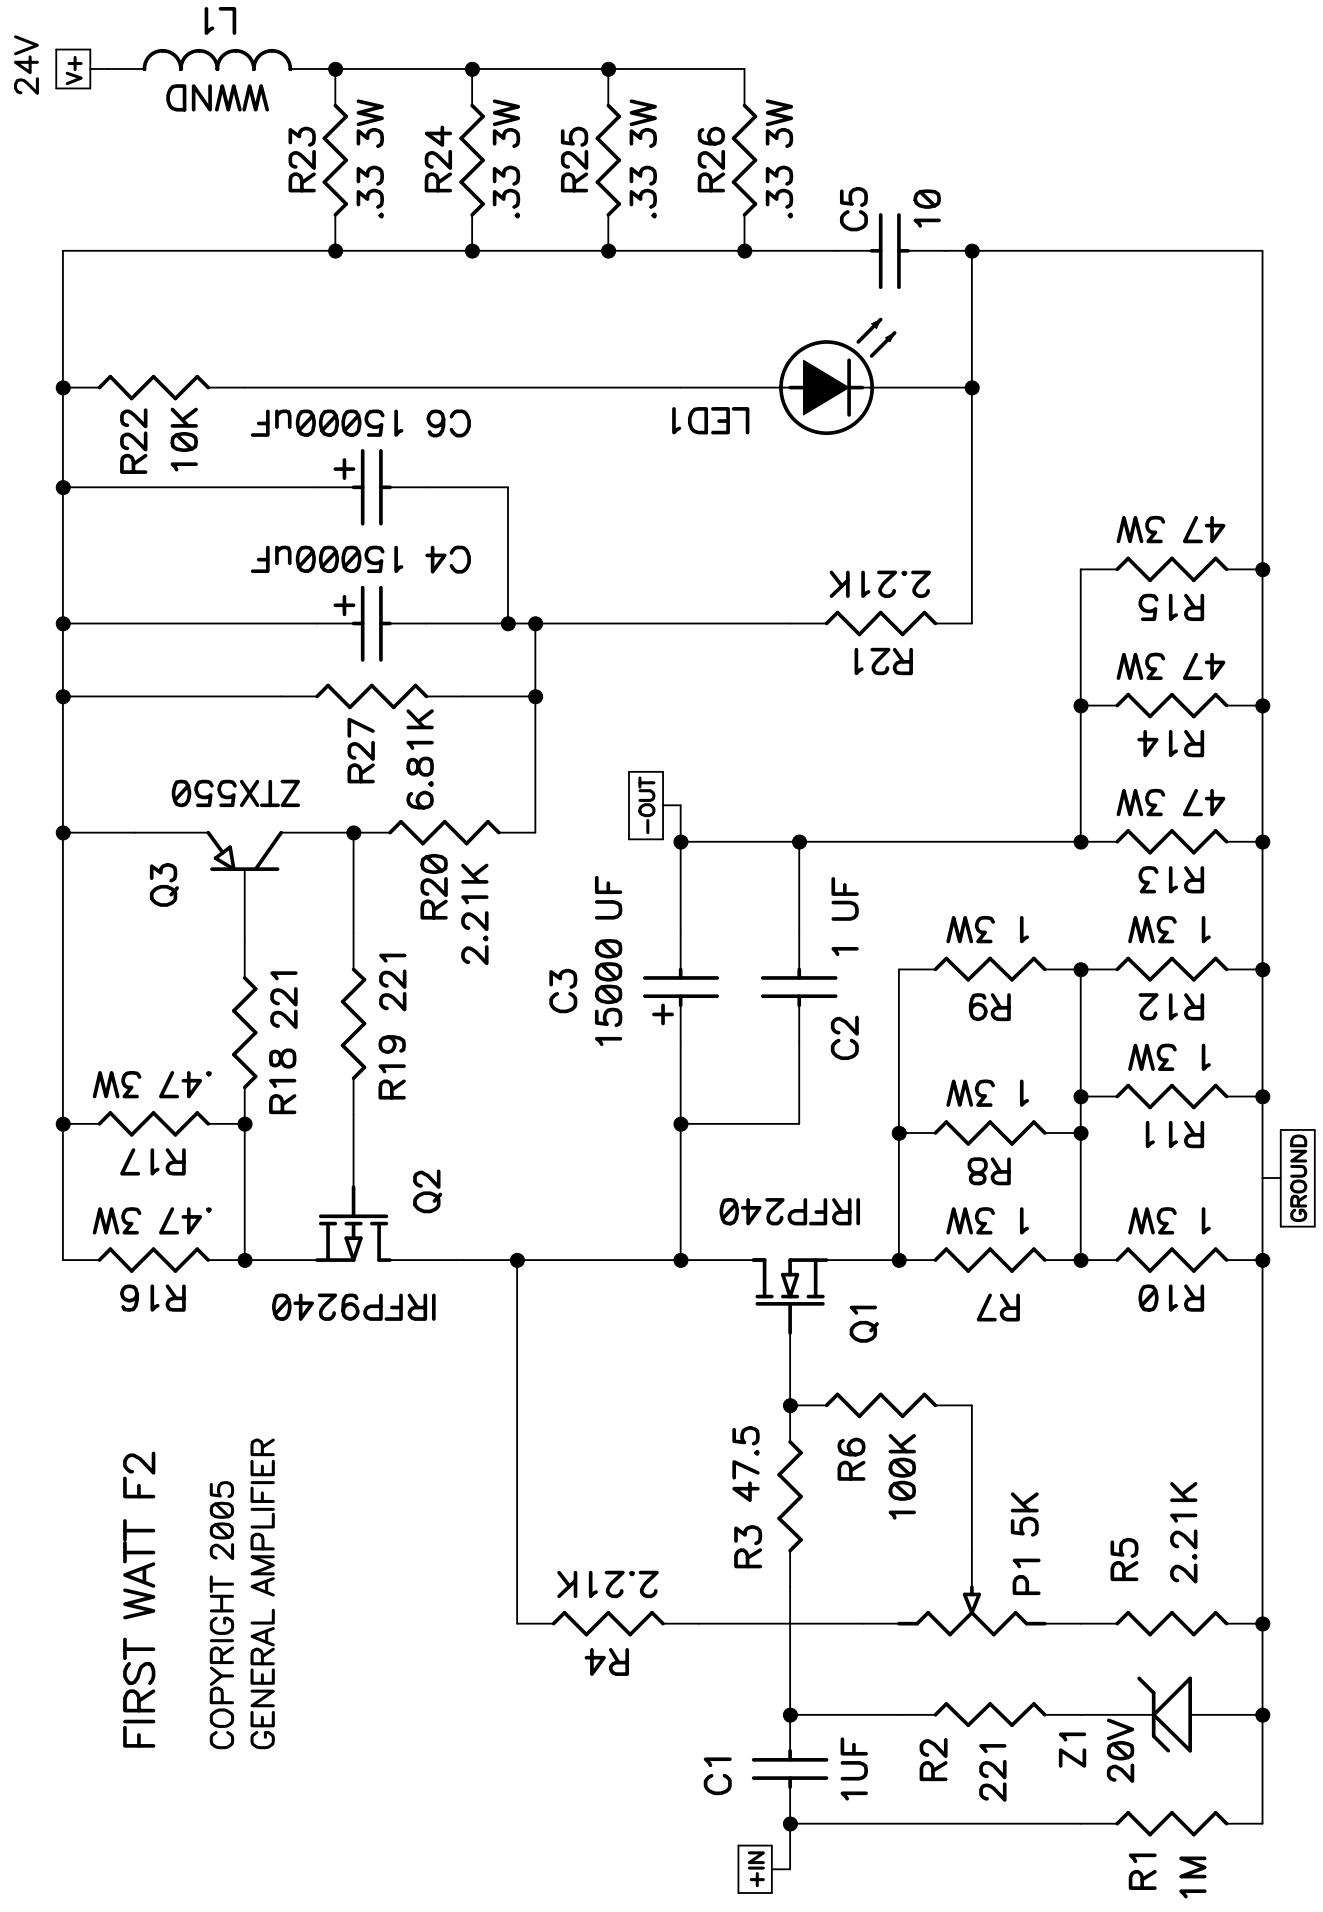 24V
V+
L1
WWND
R23
.33 3W
R24
.33 3W
R25
.33 3W
R26
.33 3W
C5
10
R22
10K
LED1
C6 15000uF
+
C4 15000uF
+
R21
2.21K
R27
6.81K
ZTX550
Q3
R20
2.21K
R18 221
R19 221
R17
.47 3W
R16
.47 3W
Q2
IRFP9240
-OUT
C3
15000 UF
+
C2
1 UF
R15
47 3W
R14
47 3W
R13
47 3W
R9
1 3W
R12
1 3W
R8
1 3W
R11
1 3W
R7
1 3W
R10
1 3W
IRFP240
Q1
GROUND
FIRST WATT F2
COPYRIGHT 2005
GENERAL AMPLIFIER
R3 47.5
R6
100K
R4
2.21K
P1 5K
R5
2.21K
C1
1UF
R2
221
Z1
20V
+IN
R1
1M